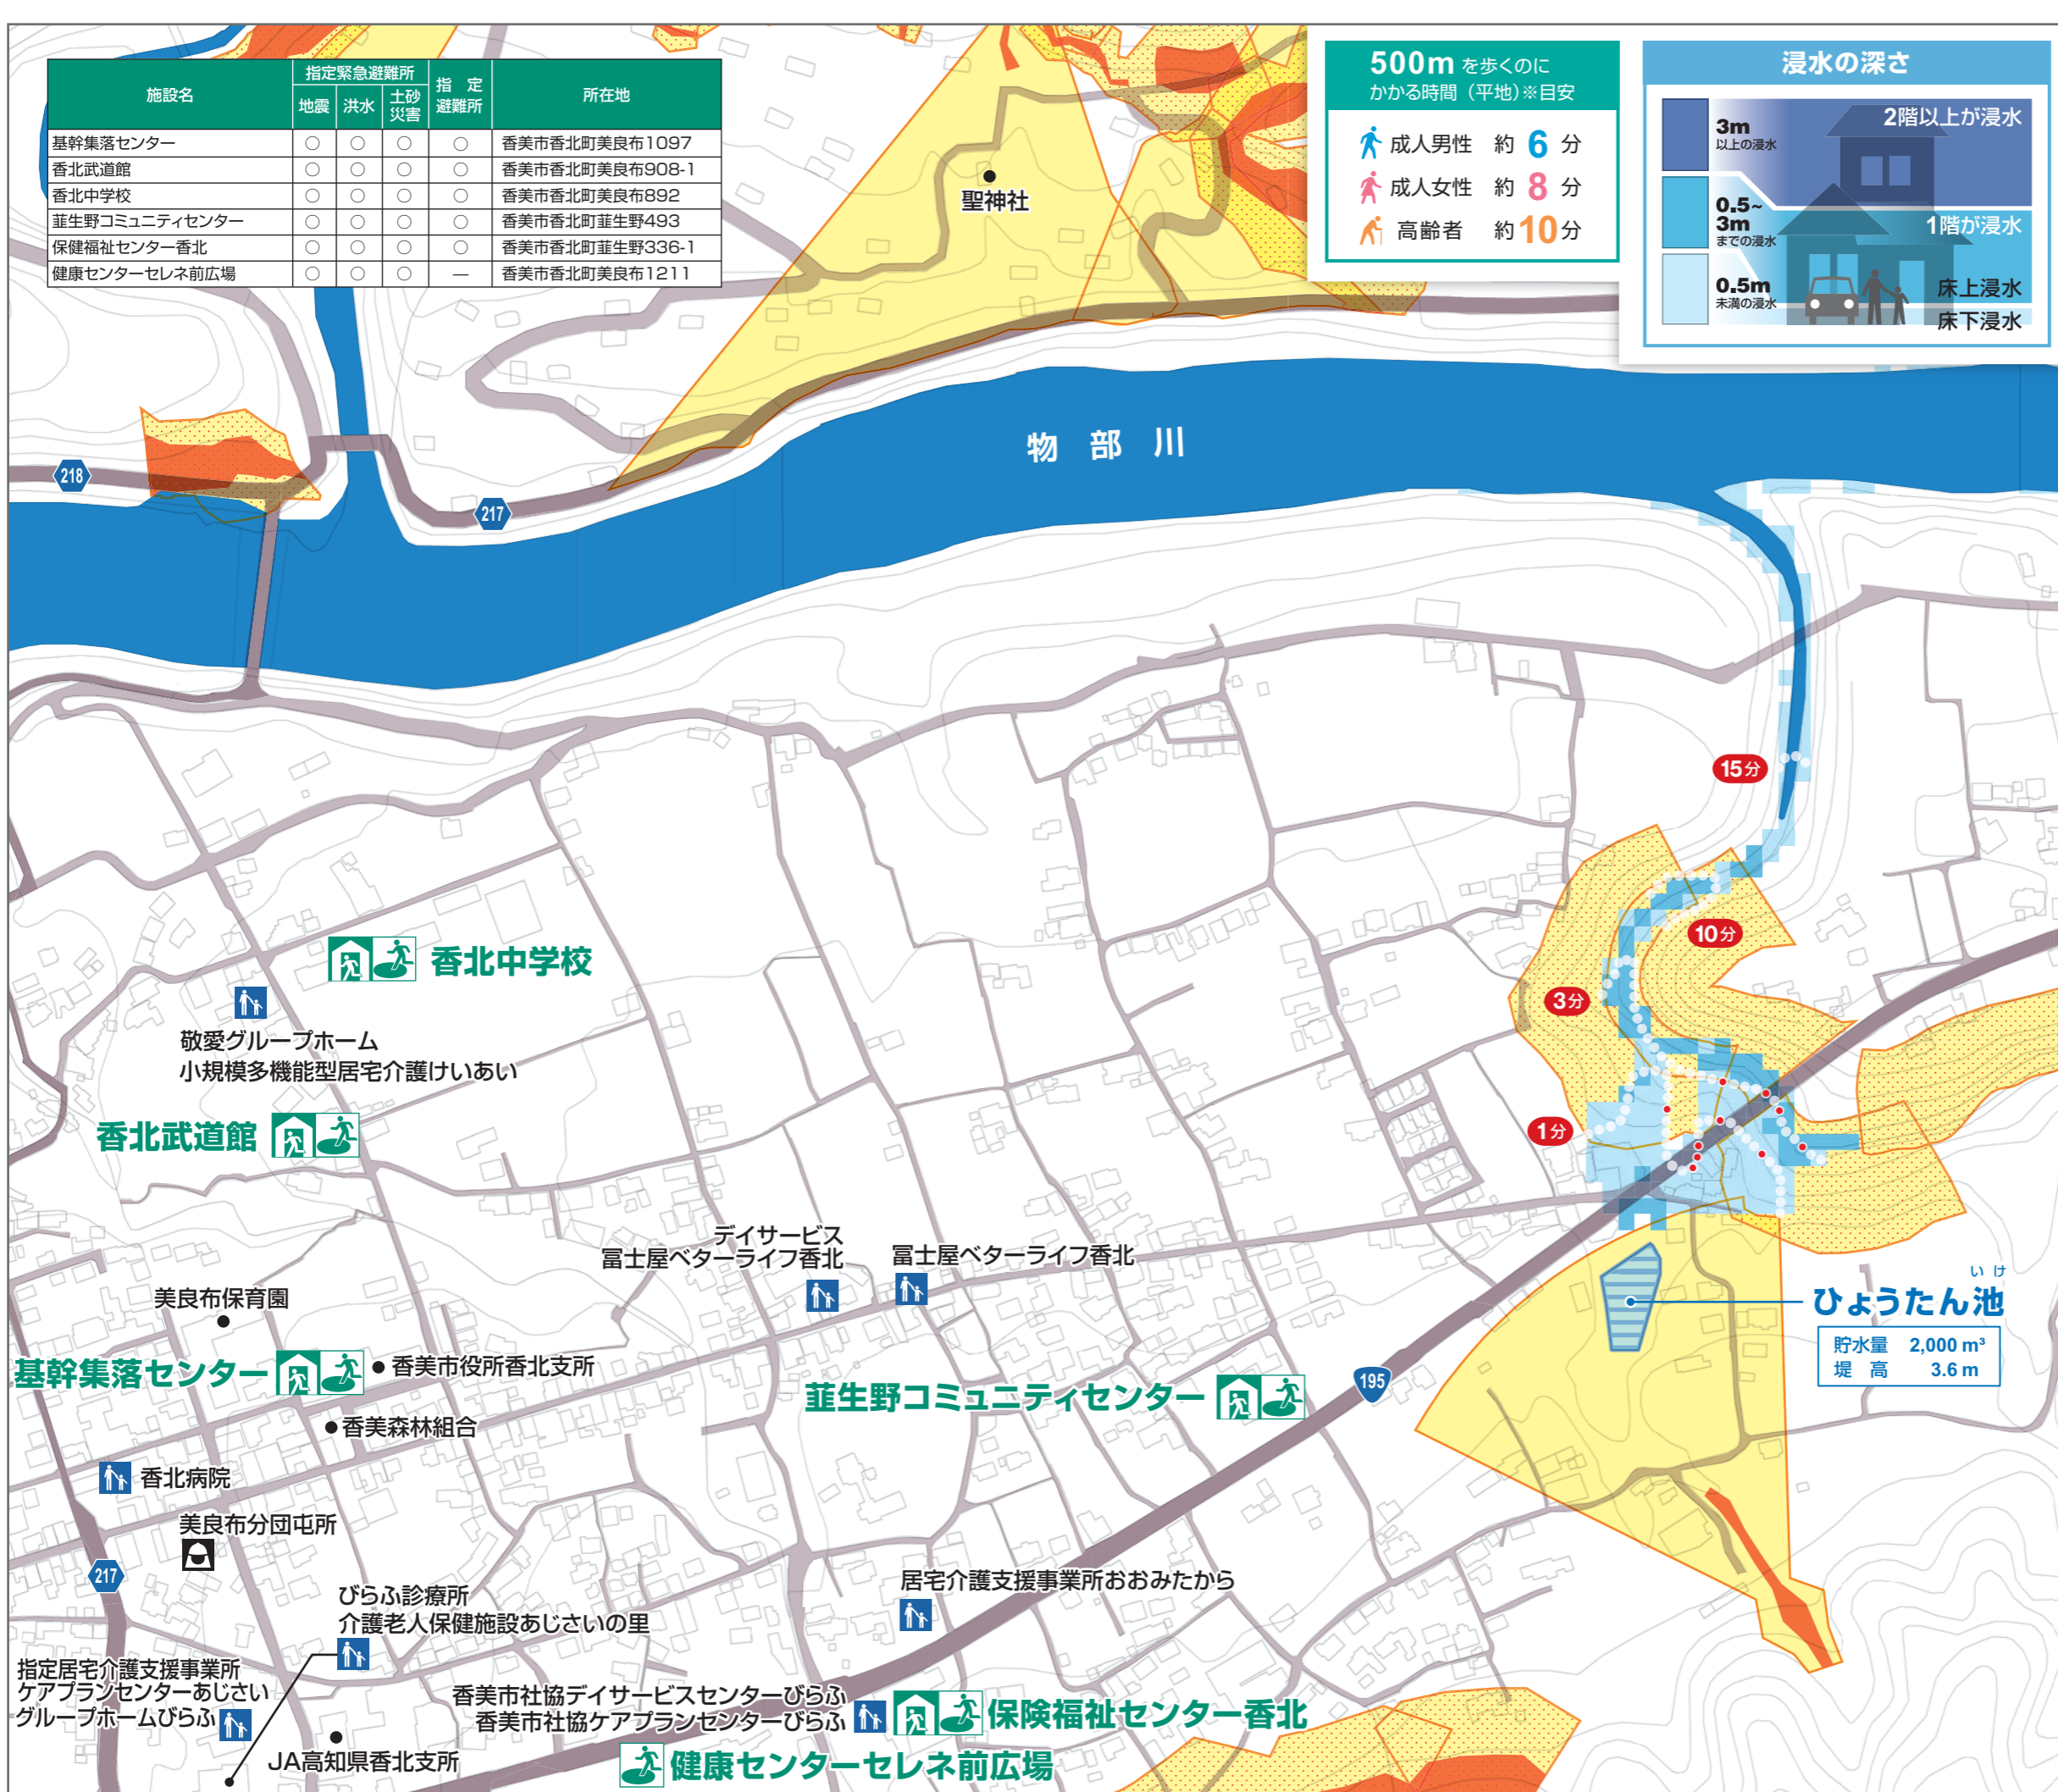 施設名 指定緊急避難所 指 定 避難所 所在地
地震 洪水 土砂災害
基幹集落センター ○ ○ ○ ○ 香美市香北町美良布1097
香北武道館 ○ ○ ○ ○ 香美市香北町美良布908-1
香北中学校 ○ ○ ○ ○ 香美市香北町美良布892
韮生野コミュニティセンター ○ ○ ○ ○ 香美市香北町韮生野493
保健福祉センター香北 ○ ○ ○ ○ 香美市香北町韮生野336-1
健康センターセレネ前広場 ○ ○ ○ — 香美市香北町美良布1211
500m を歩くのに
かかる時間（平地）※目安
成人男性 約 6 分
成人女性 約 8 分
高齢者 約 10 分
浸水の深さ
3m
以上の浸水
2階以上が浸水
0.5~
3m
までの浸水
1階が浸水
0.5m
未満の浸水
床上浸水
床下浸水
聖神社
物 部 川
218
217
15分
10分
3分
1分
香北中学校
敬愛グループホーム
小規模多機能型居宅介護けいあい
香北武道館
デイサービス
冨士屋ベターライフ香北
冨士屋ベターライフ香北
美良布保育園
基幹集落センター
香美市役所香北支所
香美森林組合
韮生野コミュニティセンター
195
いけ
ひょうたん池
貯水量 2,000 m³
堤 高 3.6 m
香北病院
美良布分団屯所
217
びらふ診療所
介護老人保健施設あじさいの里
居宅介護支援事業所おおみたから
指定居宅介護支援事業所
ケアプランセンターあじさい
グループホームびらふ
JA高知県香北支所
香美市社協デイサービスセンターびらふ
香美市社協ケアプランセンターびらふ
保険福祉センター香北
健康センターセレネ前広場